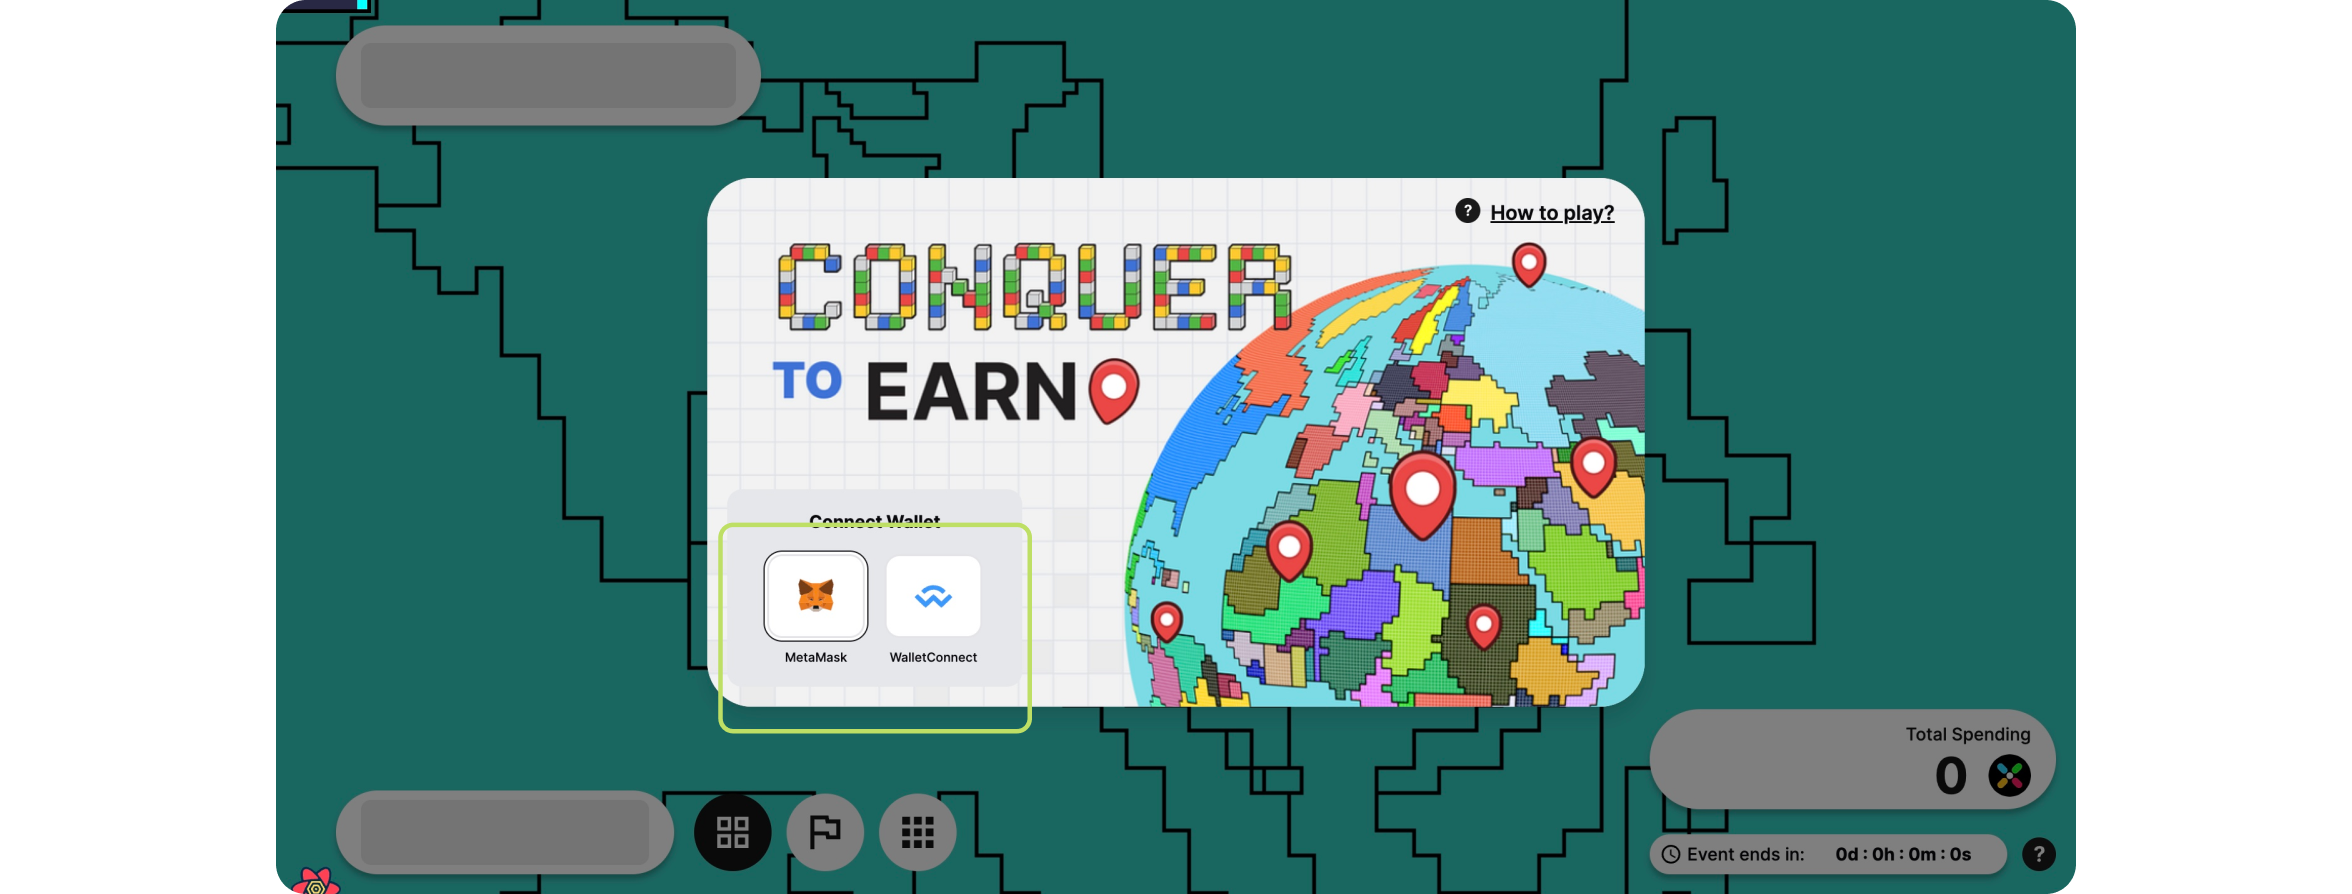 How to play?
CONQUER
TO EARN
Connect Wallet
MetaMask
WalletConnect
Total Spending
0
Event ends in: 0d : 0h : 0m : 0s